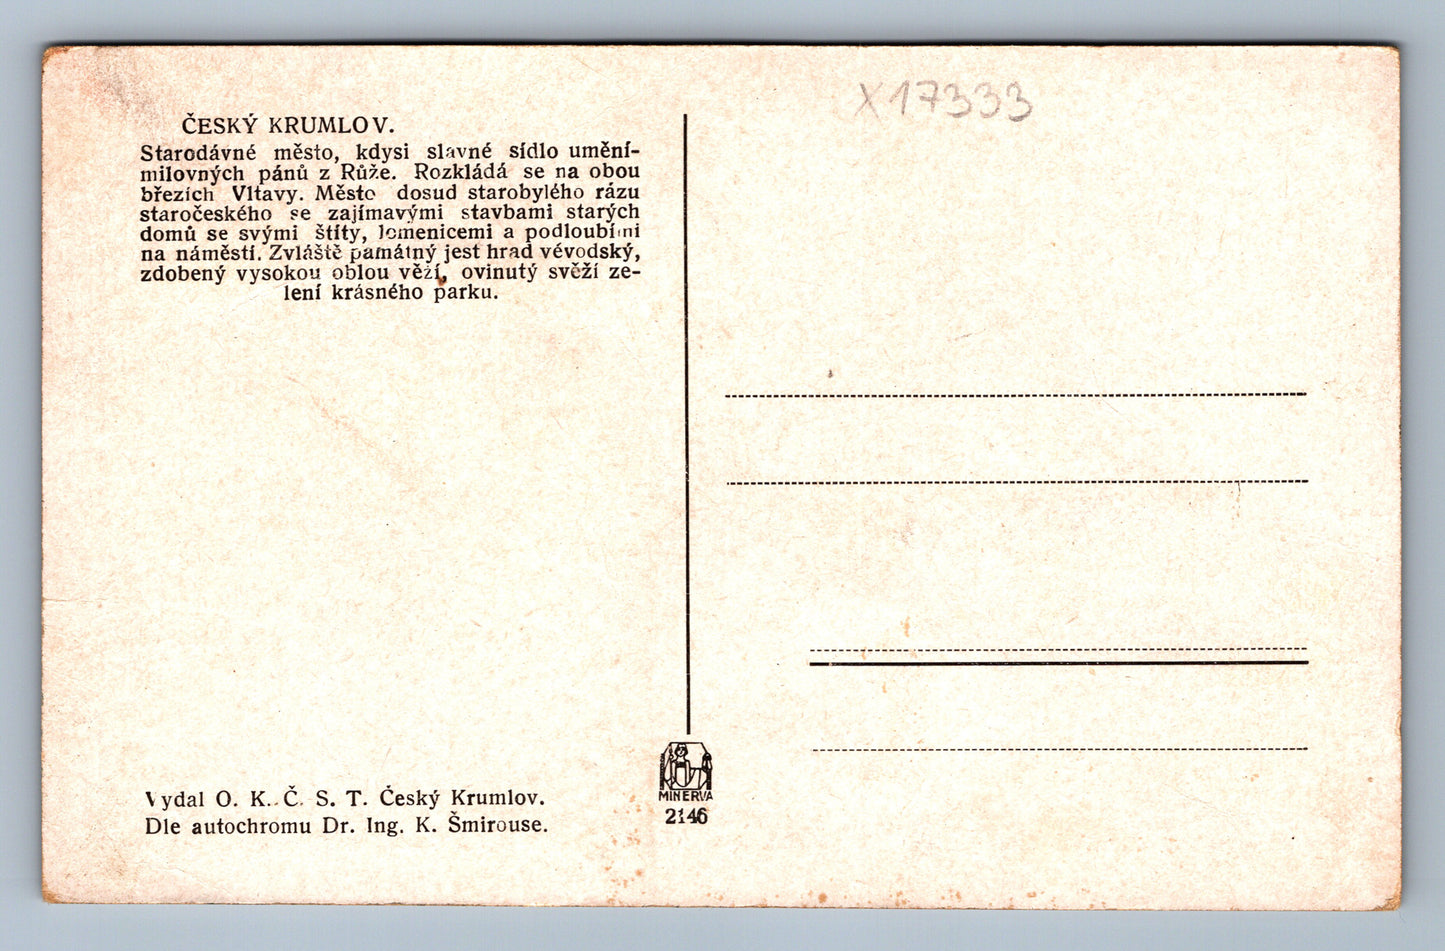 ČESKÝ KRUMLOV.
Starodávné město, kdysi slavné sídlo umění-
milovných pánů z Růže. Rozkládá se na obou
březích Vltavy. Město dosud starobylého rázu
staročeského se zajímavými stavbami starých
domů se svými štíty, lomenicemi a podloubími
na náměstí. Zvláště památný jest hrad vévodský,
zdobený vysokou oblou věží, ovinutý svěží ze-
lení krásného parku.
X17333
Vydal O. K. Č. S. T. Český Krumlov.
Dle autochromu Dr. Ing. K. Šmirouse.
MINERVA
2146